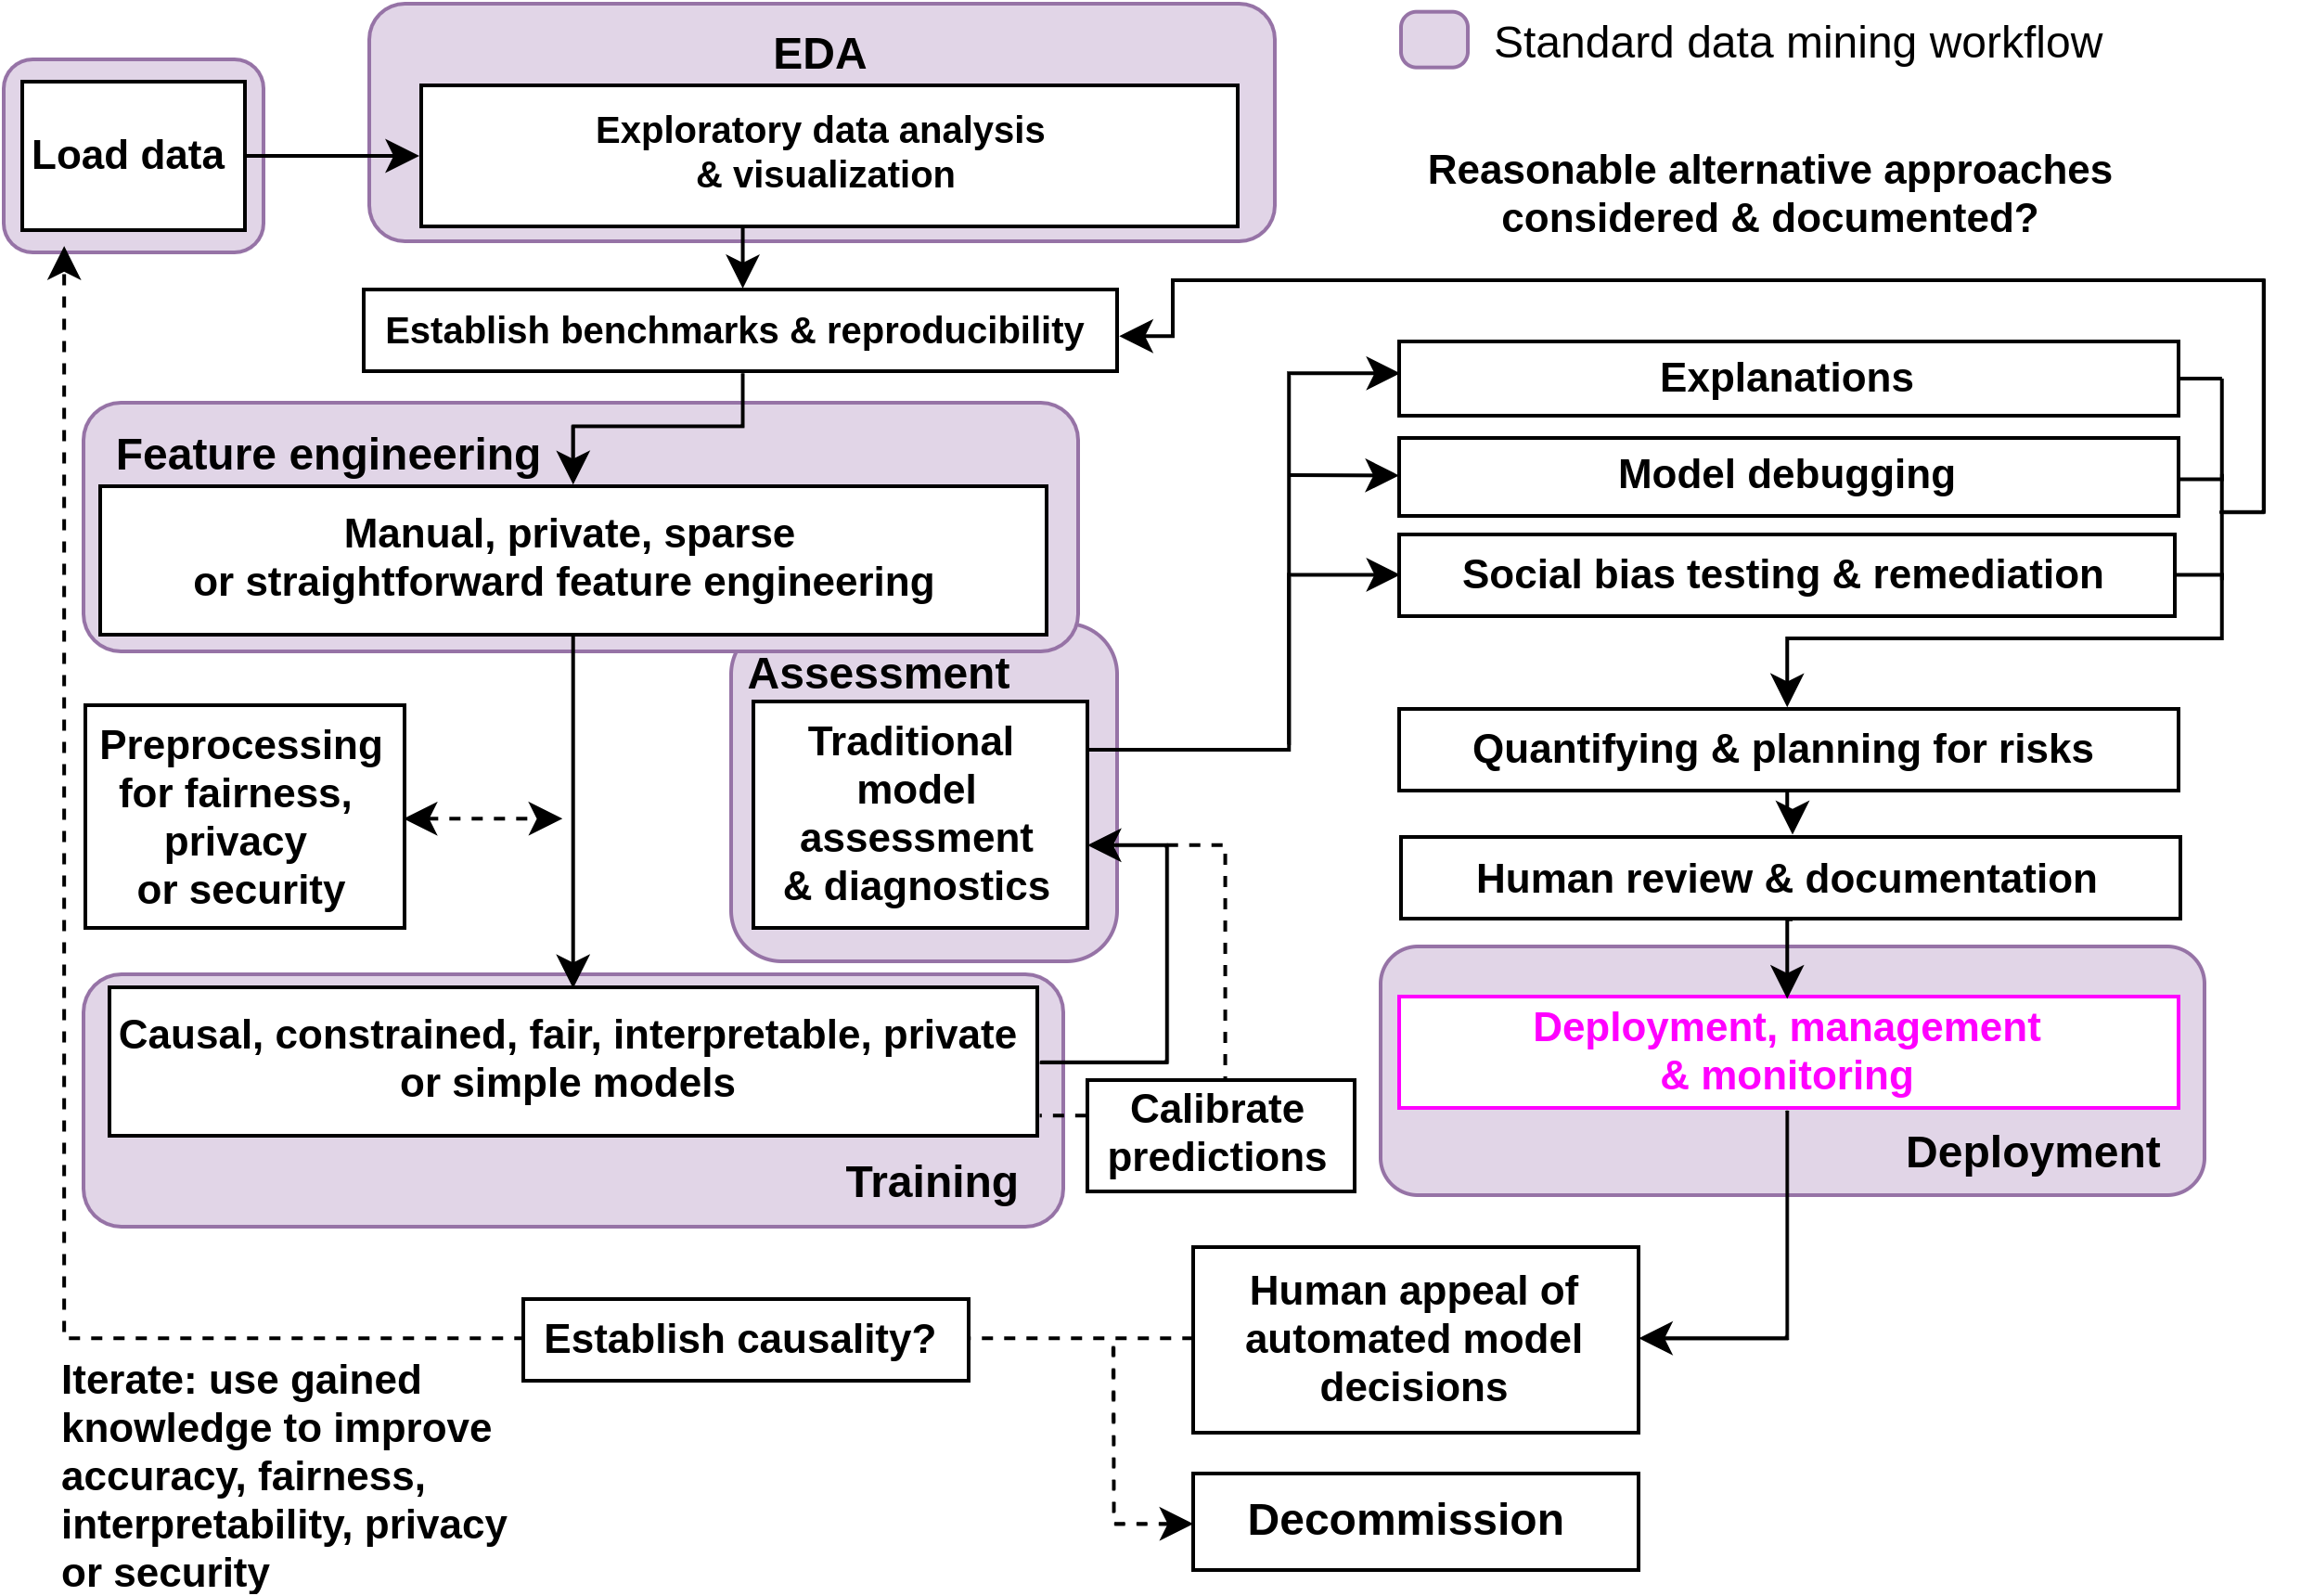 EDA
Standard data mining workflow
Load data
Exploratory data analysis
& visualization
Reasonable alternative approaches
considered & documented?
Establish benchmarks & reproducibility
Explanations
Feature engineering
Model debugging
Manual, private, sparse
or straightforward feature engineering
Social bias testing & remediation
Assessment
Preprocessing
for fairness,
privacy
or security
Traditional
model
assessment
& diagnostics
Quantifying & planning for risks
Human review & documentation
Causal, constrained, fair, interpretable, private
or simple models
Training
Calibrate
predictions
Deployment, management
& monitoring
Deployment
Human appeal of
automated model
decisions
Establish causality?
Iterate: use gained
knowledge to improve
accuracy, fairness,
interpretability, privacy
or security
Decommission